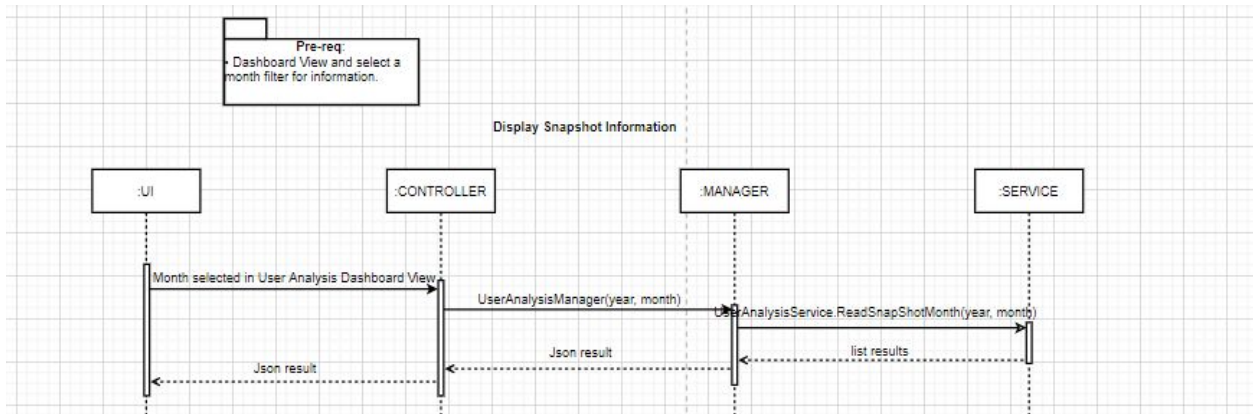 Pre-req:
• Dashboard View and select a
month filter for information.
Display Snapshot Information
:UI
:CONTROLLER
:MANAGER
:SERVICE
Month selected in User Analysis Dashboard View
UserAnalysisManager(year, month)
UserAnalysisService.ReadSnapShotMonth(year, month)
list results
Json result
Json result